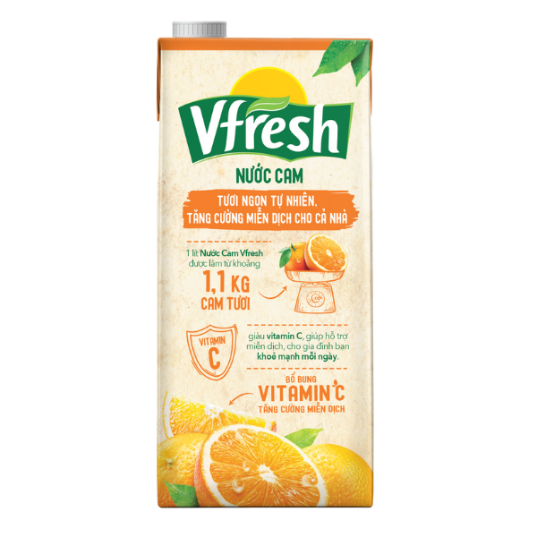 Vfresh
NƯỚC CAM
TƯƠI NGON TỰ NHIÊN,
TĂNG CƯỜNG MIỄN DỊCH CHO CẢ NHÀ
1 lít Nước Cam Vfresh
được làm từ khoảng
1,1 KG
CAM TƯƠI
VITAMIN
C
giàu vitamin C, giúp hỗ trợ
miễn dịch, cho gia đình bạn
khoẻ mạnh mỗi ngày.
BỔ SUNG
VITAMIN C
TĂNG CƯỜNG MIỄN DỊCH